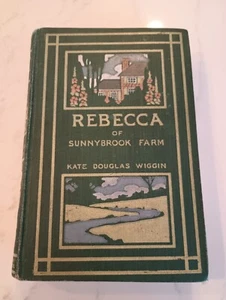 REBECCA
OF
SUNNYBROOK FARM
KATE DOUGLAS WIGGIN